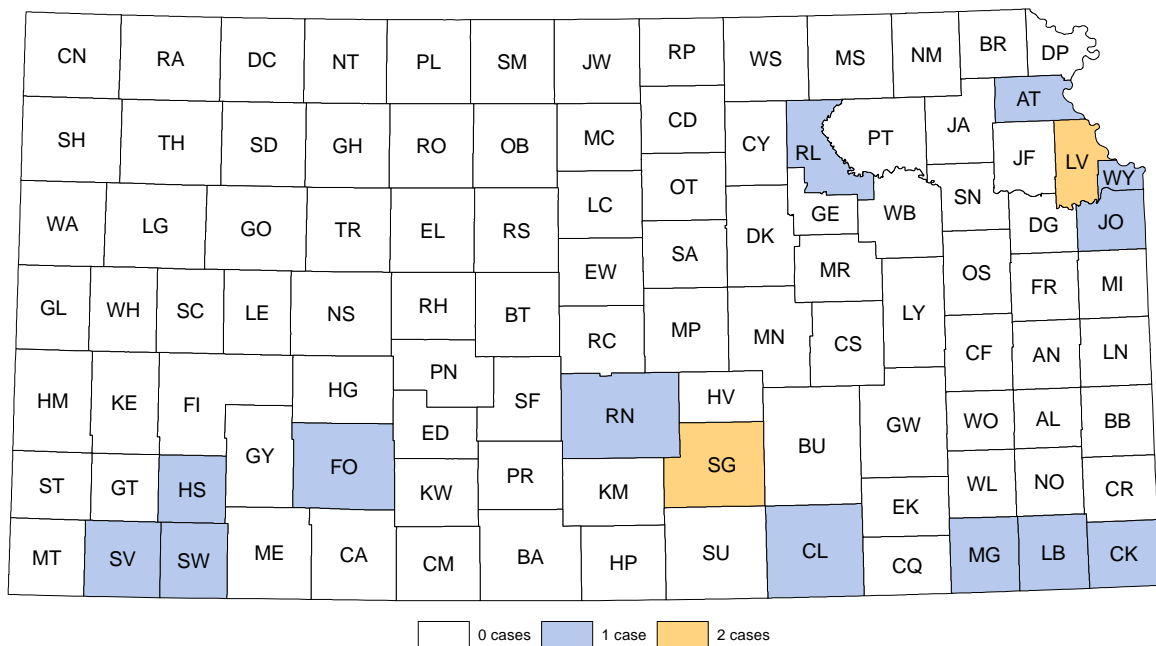 CN RA DC NT PL SM JW RP WS MS NM BR DP
SH TH SD GH RO OB MC CD CY RL PT JA AT
JF LV WY
WA LG GO TR EL RS LC OT DK GE WB SN DG JO
EW SA MR OS FR MI
GL WH SC LE NS RH BT RC MP MN CS LY CF AN LN
HM KE FI HG PN SF RN HV BU GW WO AL BB
GY FO ED SG
ST GT HS KW PR KM EK WL NO CR
MT SV SW ME CA CM BA HP SU CL CQ MG LB CK
0 cases 1 case 2 cases